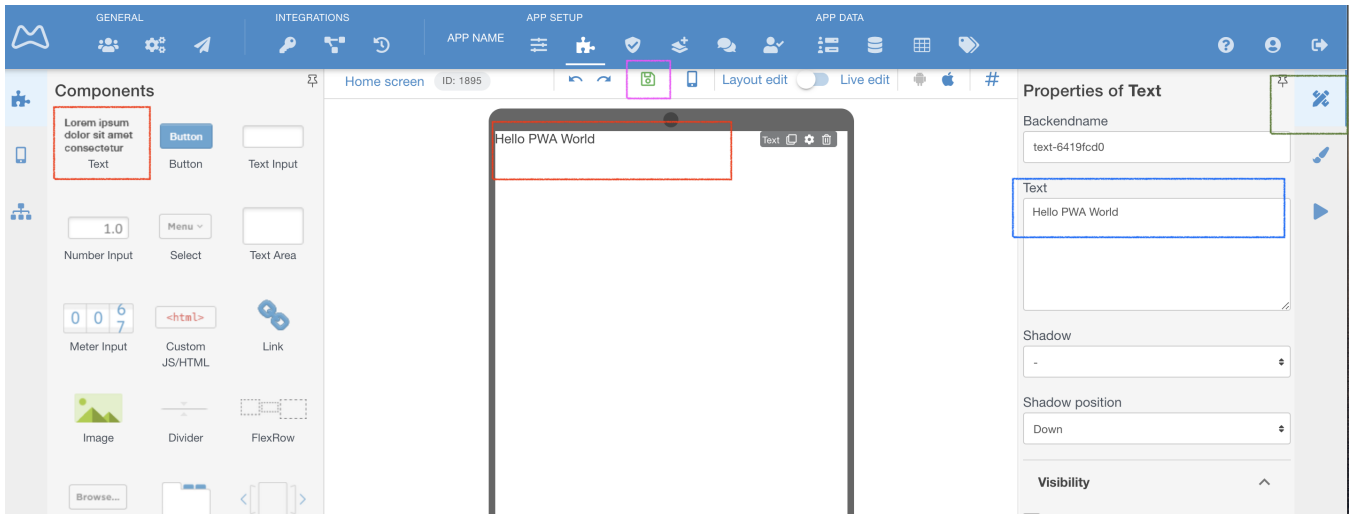 GENERAL
INTEGRATIONS
APP SETUP
APP DATA
APP NAME
Components
Home screen
ID: 1895
Layout edit
Live edit
#
Properties of Text
Lorem ipsum
dolor sit amet
consectetur
Text
Button
Button
Text Input
1.0
Number Input
Menu
Select
Text Area
0 0 6
7
Meter Input
<html>
Custom
JS/HTML
Link
Image
Divider
FlexRow
Browse...
Hello PWA World
Text
Backendname
text-6419fcd0
Text
Hello PWA World
Shadow
-
Shadow position
Down
Visibility